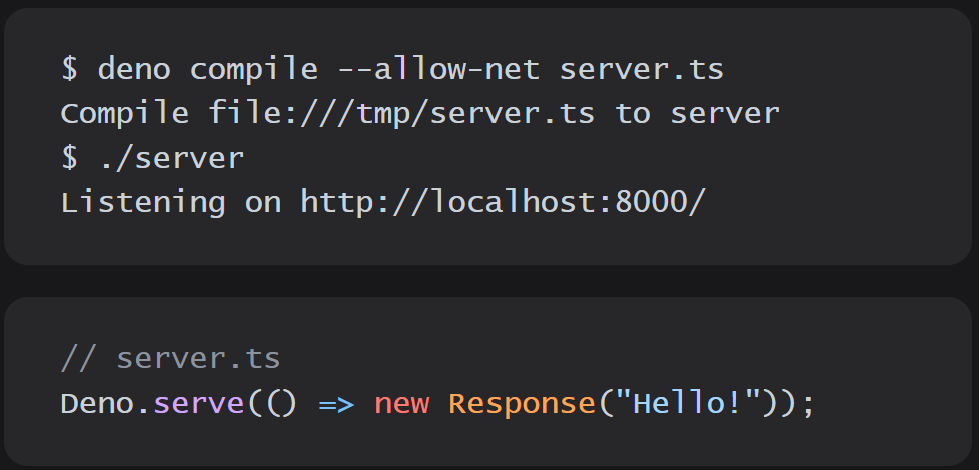 $ deno compile --allow-net server.ts
Compile file:///tmp/server.ts to server
$ ./server
Listening on http://localhost:8000/
// server.ts
Deno.serve(() => new Response("Hello!"));